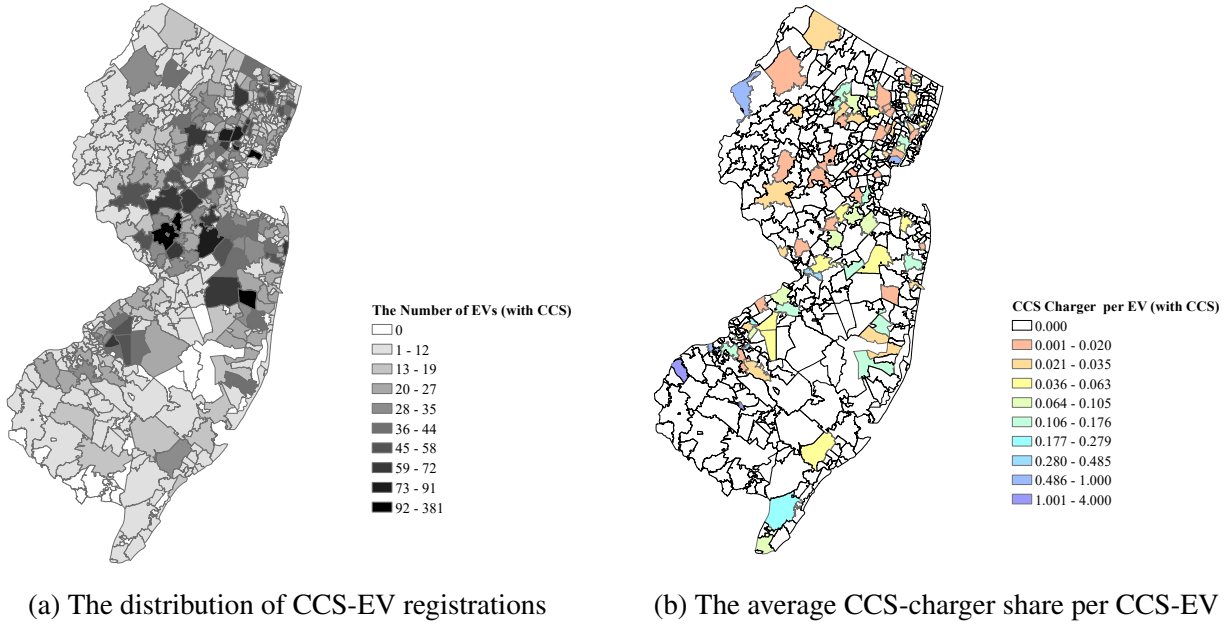 The Number of EVs (with CCS)
0
1 - 12
13 - 19
20 - 27
28 - 35
36 - 44
45 - 58
59 - 72
73 - 91
92 - 381
CCS Charger per EV (with CCS)
0.000
0.001 - 0.020
0.021 - 0.035
0.036 - 0.063
0.064 - 0.105
0.106 - 0.176
0.177 - 0.279
0.280 - 0.485
0.486 - 1.000
1.001 - 4.000
(a) The distribution of CCS-EV registrations
(b) The average CCS-charger share per CCS-EV